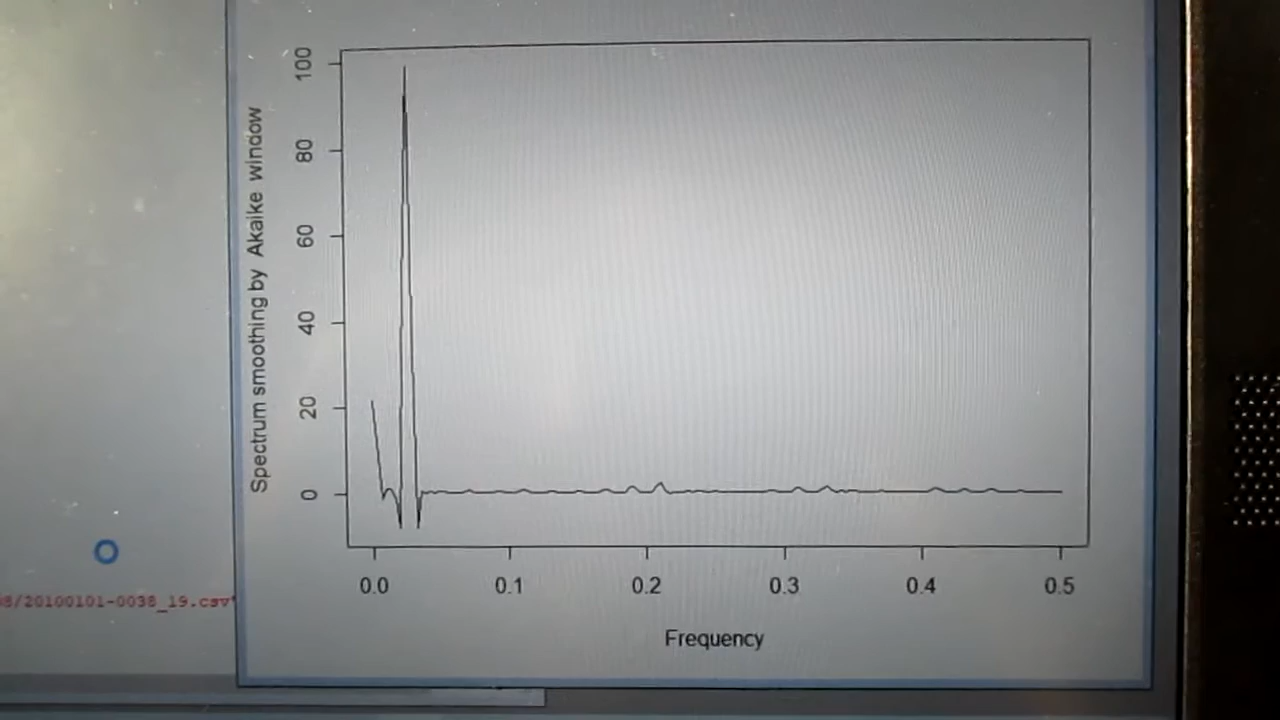 Spectrum smoothing by Akaike window
100
80
60
40
20
0
0.0 0.1 0.2 0.3 0.4 0.5
Frequency
8/20100101-0038_19.csv"